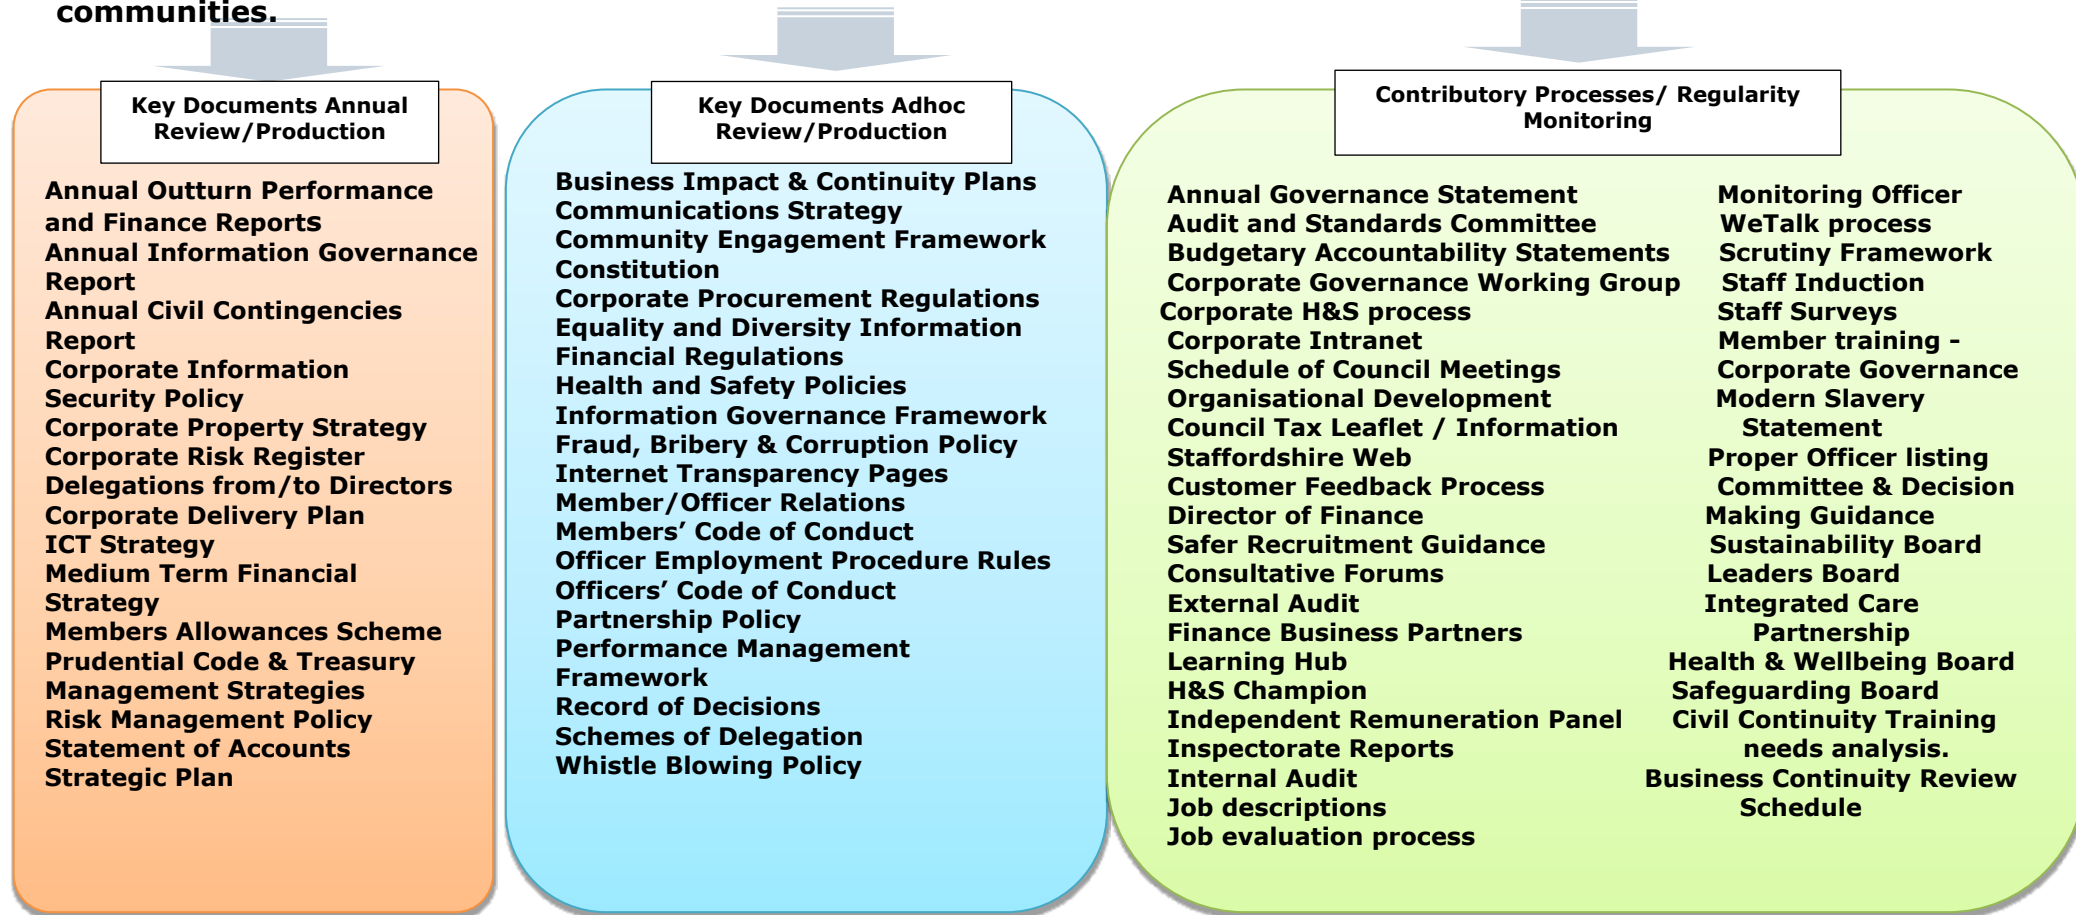 communities.
Key Documents Annual
Review/Production
Annual Outturn Performance
and Finance Reports
Annual Information Governance
Report
Annual Civil Contingencies
Report
Corporate Information
Security Policy
Corporate Property Strategy
Corporate Risk Register
Delegations from/to Directors
Corporate Delivery Plan
ICT Strategy
Medium Term Financial
Strategy
Members Allowances Scheme
Prudential Code & Treasury
Management Strategies
Risk Management Policy
Statement of Accounts
Strategic Plan
Key Documents Adhoc
Review/Production
Business Impact & Continuity Plans
Communications Strategy
Community Engagement Framework
Constitution
Corporate Procurement Regulations
Equality and Diversity Information
Financial Regulations
Health and Safety Policies
Information Governance Framework
Fraud, Bribery & Corruption Policy
Internet Transparency Pages
Member/Officer Relations
Members’ Code of Conduct
Officer Employment Procedure Rules
Officers’ Code of Conduct
Partnership Policy
Performance Management
Framework
Record of Decisions
Schemes of Delegation
Whistle Blowing Policy
Contributory Processes/ Regularity
Monitoring
Annual Governance Statement
Audit and Standards Committee
Budgetary Accountability Statements
Corporate Governance Working Group
Corporate H&S process
Corporate Intranet
Schedule of Council Meetings
Organisational Development
Council Tax Leaflet / Information
Staffordshire Web
Customer Feedback Process
Director of Finance
Safer Recruitment Guidance
Consultative Forums
External Audit
Finance Business Partners
Learning Hub
H&S Champion
Independent Remuneration Panel
Inspectorate Reports
Internal Audit
Job descriptions
Job evaluation process
Monitoring Officer
WeTalk process
Scrutiny Framework
Staff Induction
Staff Surveys
Member training -
Corporate Governance
Modern Slavery
Statement
Proper Officer listing
Committee & Decision
Making Guidance
Sustainability Board
Leaders Board
Integrated Care
Partnership
Health & Wellbeing Board
Safeguarding Board
Civil Continuity Training
needs analysis.
Business Continuity Review
Schedule